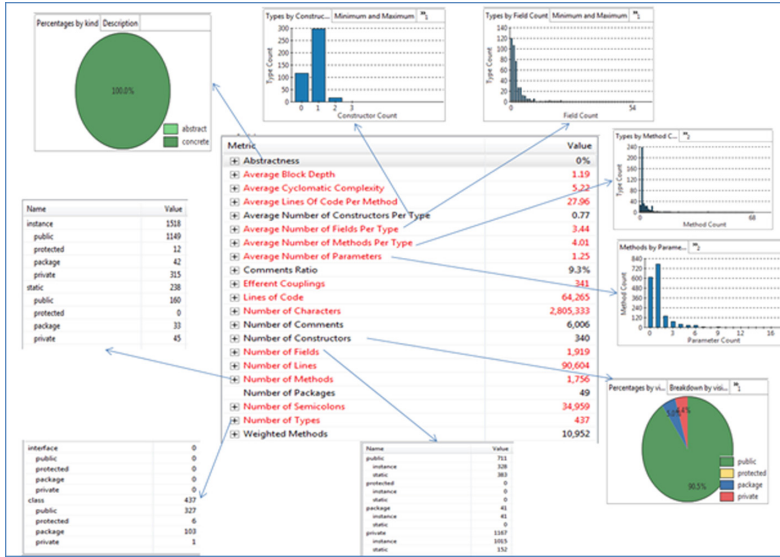 Percentages by kind Description
100.0%
abstract
concrete
Types by Construc... Minimum and Maximum "1
Type Count
300
250
200
150
100
50
0
0 1 2 3
Constructor Count
Types by Field Count Minimum and Maximum "1
Type Count
140
120
100
80
60
40
20
0
0 54
Field Count
Types by Method C... "2
Type Count
240
200
160
120
80
40
0
0 68
Method Count
Methods by Parame... "2
Method Count
840
720
600
480
360
240
120
0
0 3 6 9 12 16
Parameter Count
Metric Value
Abstractness 0%
Average Block Depth 1.19
Average Cyclomatic Complexity 5.22
Average Lines Of Code Per Method 27.96
Average Number of Constructors Per Type 0.77
Average Number of Fields Per Type 3.44
Average Number of Methods Per Type 4.01
Average Number of Parameters 1.25
Comments Ratio 9.3%
Efferent Couplings 341
Lines of Code 64,265
Number of Characters 2,805,333
Number of Comments 6,006
Number of Constructors 340
Number of Fields 1,919
Number of Lines 90,604
Number of Methods 1,756
Number of Packages 49
Number of Semicolons 34,959
Number of Types 437
Weighted Methods 10,952
Name Value
instance 1518
public 1149
protected 12
package 42
private 315
static 238
public 160
protected 0
package 33
private 45
Percentages by vi... Breakdown by visi... "1
90.5%
public
protected
package
private
interface 0
public 0
protected 0
package 0
private 0
class 437
public 327
protected 6
package 103
private 1
Name Value
public 711
instance 328
static 383
protected 0
instance 0
static 0
package 41
instance 41
static 0
private 1167
instance 1015
static 152